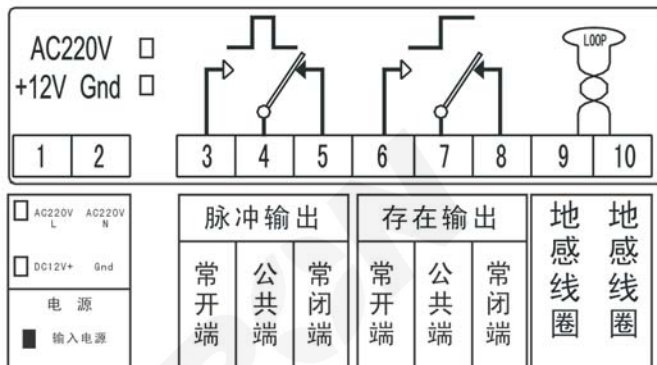 AC220V
+12V Gnd
LOOP
1 2 3 4 5 6 7 8 9 10
AC220V L AC220V N
DC12V+ Gnd
电 源
输入电源
脉冲输出
常开端 公共端 常闭端
存在输出
常开端 公共端 常闭端
地感线圈 地感线圈